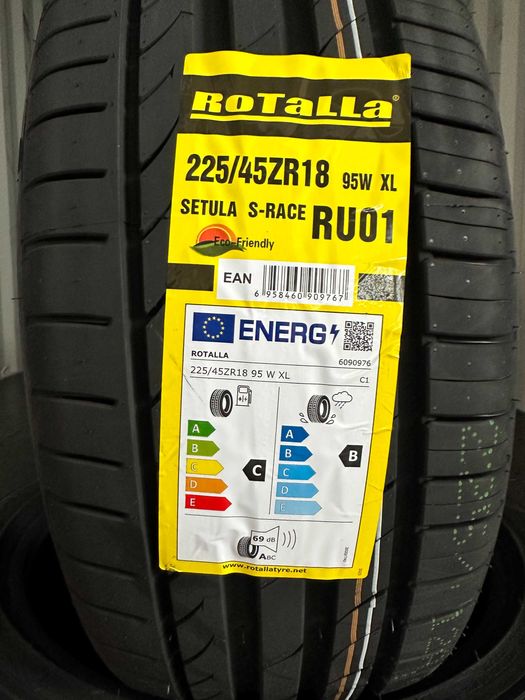 RoTaLLa®
225/45ZR18 95W XL
SETULA S-RACE RU01
Eco-Friendly
EAN
6 958460 909767
ENERG
ROTALLA 6090976
225/45ZR18 95 W XL C1
A A
B B
C C
D D
E E
C B
69 dB
ABC
www.rotallatyre.net